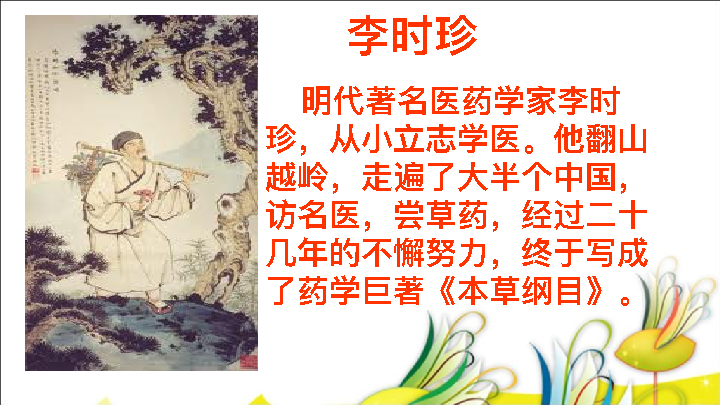 李时珍
明代著名医药学家李时
珍，从小立志学医。他翻山
越岭，走遍了大半个中国，
访名医，尝草药，经过二十
几年的不懈努力，终于写成
了药学巨著《本草纲目》。